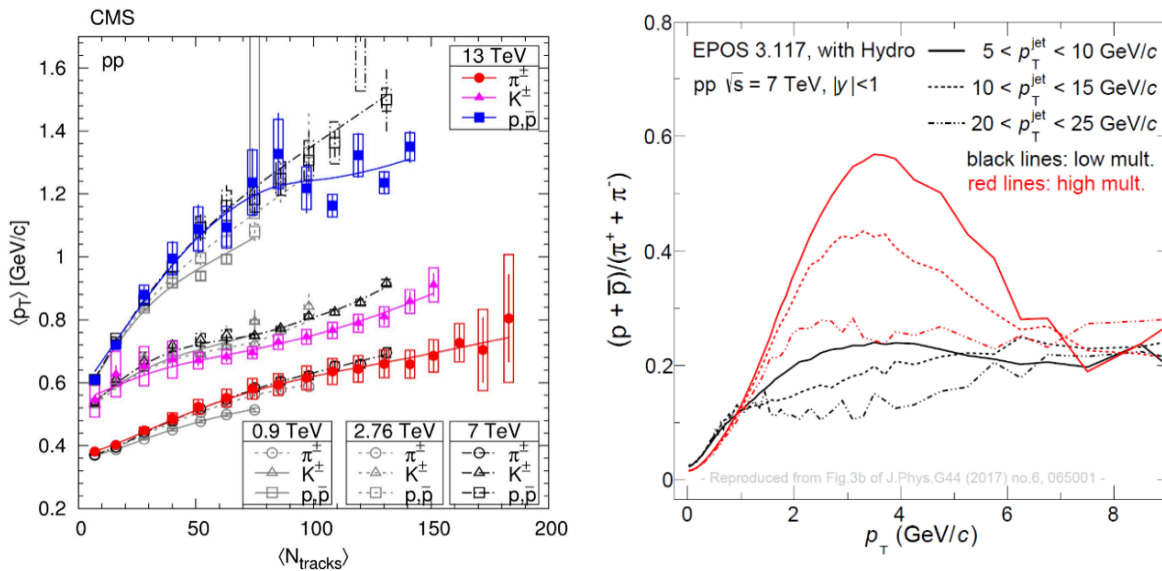 CMS
pp
13 TeV
π±
K±
p,p̄
0.9 TeV
π±
K±
p,p̄
2.76 TeV
π±
K±
p,p̄
7 TeV
π±
K±
p,p̄
⟨pT⟩ [GeV/c]
1.6
1.4
1.2
1
0.8
0.6
0.4
0.2
0 50 100 150 200
⟨Ntracks⟩
EPOS 3.117, with Hydro
pp √s = 7 TeV, |y|<1
5 < pTjet < 10 GeV/c
10 < pTjet < 15 GeV/c
20 < pTjet < 25 GeV/c
black lines: low mult.
red lines: high mult.
(p + p̄)/(π+ + π-)
0.8
0.6
0.4
0.2
0
- Reproduced from Fig.3b of J.Phys.G44 (2017) no.6, 065001 -
0 2 4 6 8
pT (GeV/c)